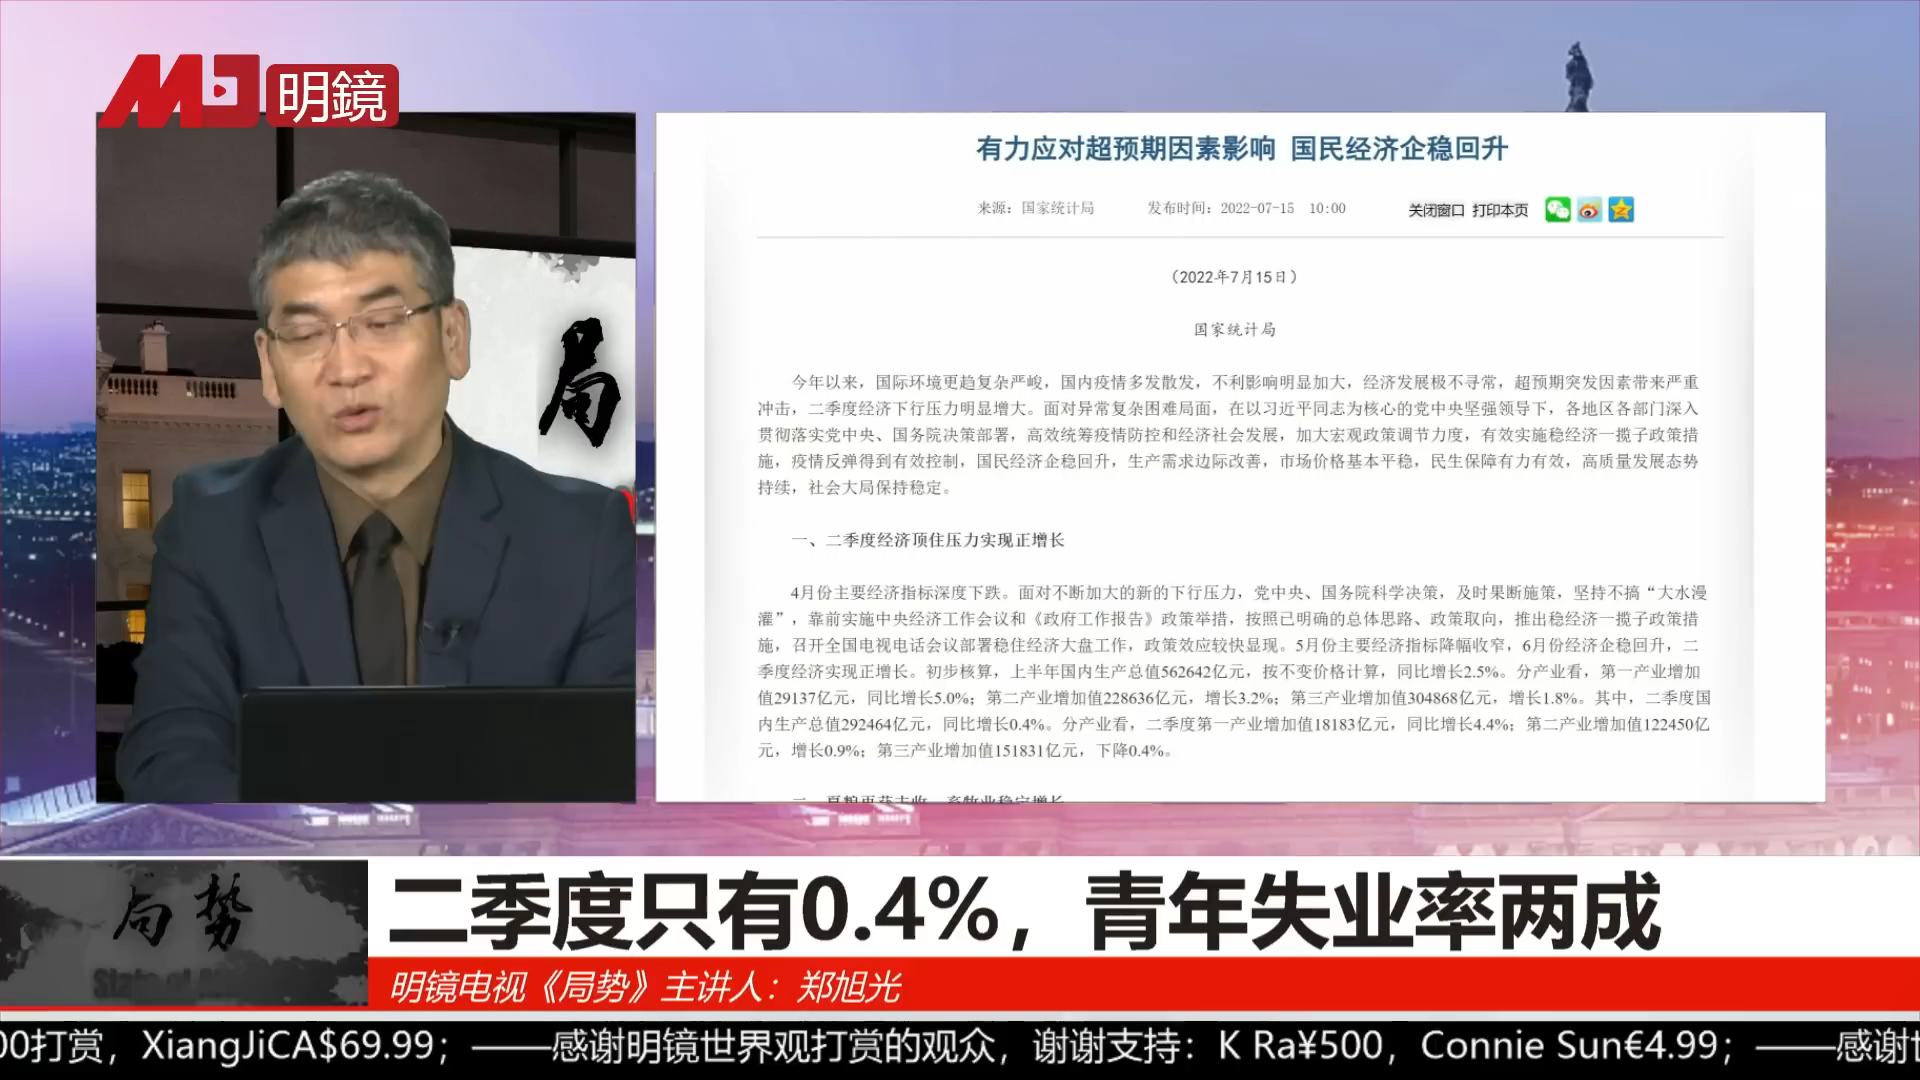 明鏡
局
有力应对超预期因素影响 国民经济企稳回升
来源：国家统计局 发布时间：2022-07-15 10:00 关闭窗口 打印本页
（2022年7月15日）
国家统计局
今年以来，国际环境更趋复杂严峻，国内疫情多发散发，不利影响明显加大，经济发展极不寻常，超预期突发因素带来严重
冲击，二季度经济下行压力明显增大。面对异常复杂困难局面，在以习近平同志为核心的党中央坚强领导下，各地区各部门深入
贯彻落实党中央、国务院决策部署，高效统筹疫情防控和经济社会发展，加大宏观政策调节力度，有效实施稳经济一揽子政策措
施，疫情反弹得到有效控制，国民经济企稳回升，生产需求边际改善，市场价格基本平稳，民生保障有力有效，高质量发展态势
持续，社会大局保持稳定。
一、二季度经济顶住压力实现正增长
4月份主要经济指标深度下跌。面对不断加大的新的下行压力，党中央、国务院科学决策，及时果断施策，坚持不搞“大水漫
灌”，靠前实施中央经济工作会议和《政府工作报告》政策举措，按照已明确的总体思路、政策取向，推出稳经济一揽子政策措
施，召开全国电视电话会议部署稳住经济大盘工作，政策效应较快显现。5月份主要经济指标降幅收窄，6月份经济企稳回升，二
季度经济实现正增长。初步核算，上半年国内生产总值562642亿元，按不变价格计算，同比增长2.5%。分产业看，第一产业增加
值29137亿元，同比增长5.0%；第二产业增加值228636亿元，增长3.2%；第三产业增加值304868亿元，增长1.8%。其中，二季度国
内生产总值292464亿元，同比增长0.4%。分产业看，二季度第一产业增加值18183亿元，同比增长4.4%；第二产业增加值122450亿
元，增长0.9%；第三产业增加值151831亿元，下降0.4%。
二、夏粮再获丰收，畜牧业稳定增长
局势
二季度只有0.4%，青年失业率两成
明镜电视《局势》主讲人：郑旭光
00打赏，XiangJiCA$69.99；——感谢明镜世界观打赏的观众，谢谢支持：K Ra¥500，Connie Sun€4.99；——感谢